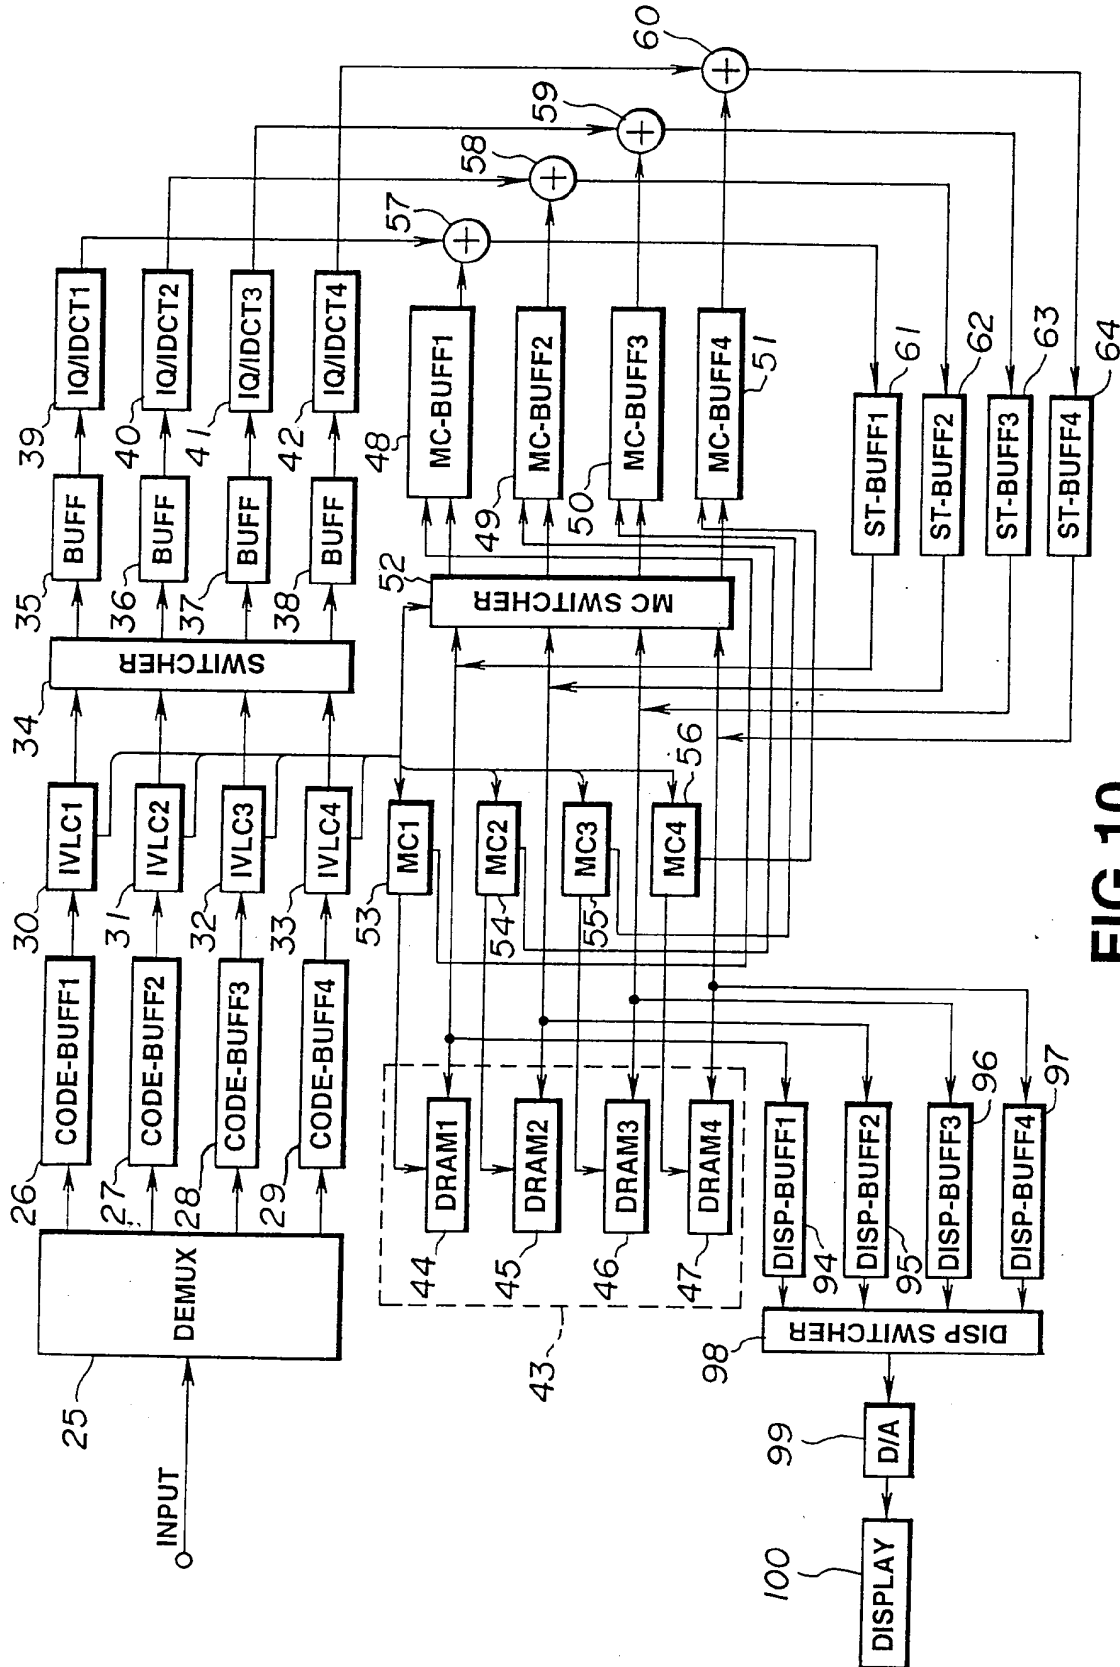 INPUT
25
DEMUX
26
CODE-BUFF1
27
CODE-BUFF2
28
CODE-BUFF3
29
CODE-BUFF4
30
IVLC1
31
IVLC2
32
IVLC3
33
IVLC4
34
SWITCHER
35
BUFF
36
BUFF
37
BUFF
38
BUFF
39
IQ/IDCT1
40
IQ/IDCT2
41
IQ/IDCT3
42
IQ/IDCT4
43
44
DRAM1
45
DRAM2
46
DRAM3
47
DRAM4
53
MC1
54
MC2
55
MC3
56
MC4
52
MC SWITCHER
48
MC-BUFF1
49
MC-BUFF2
50
MC-BUFF3
51
MC-BUFF4
57
+
58
+
59
+
60
+
61
ST-BUFF1
62
ST-BUFF2
63
ST-BUFF3
64
ST-BUFF4
94
DISP-BUFF1
95
DISP-BUFF2
96
DISP-BUFF3
97
DISP-BUFF4
98
DISP SWITCHER
99
D/A
100
DISPLAY
FIG.10